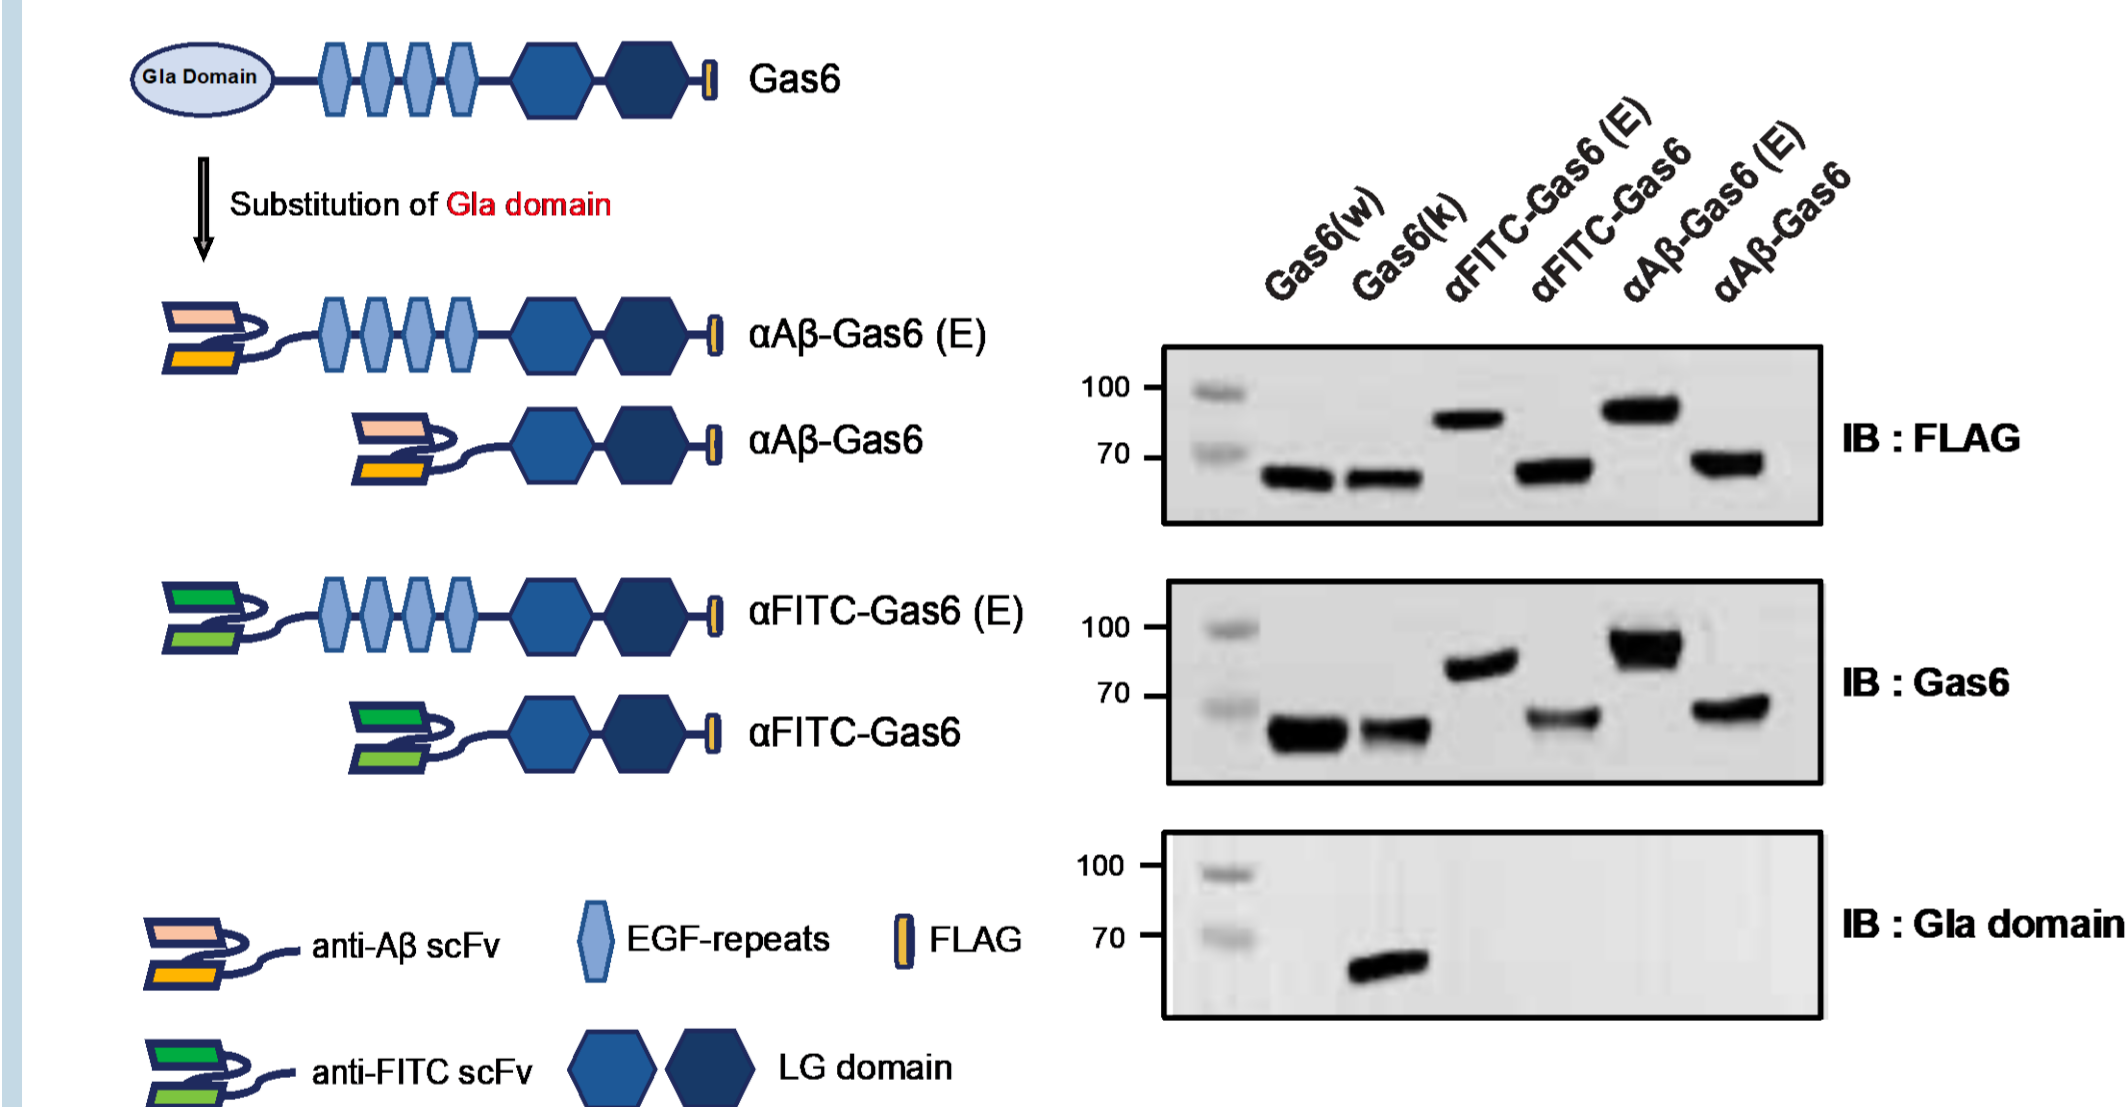 Gla Domain
Gas6
Substitution of Gla domain
αAβ-Gas6 (E)
αAβ-Gas6
αFITC-Gas6 (E)
αFITC-Gas6
anti-Aβ scFv
EGF-repeats
FLAG
anti-FITC scFv
LG domain
Gas6(w)
Gas6(k)
αFITC-Gas6 (E)
αFITC-Gas6
αAβ-Gas6 (E)
αAβ-Gas6
100
70
IB : FLAG
100
70
IB : Gas6
100
70
IB : Gla domain